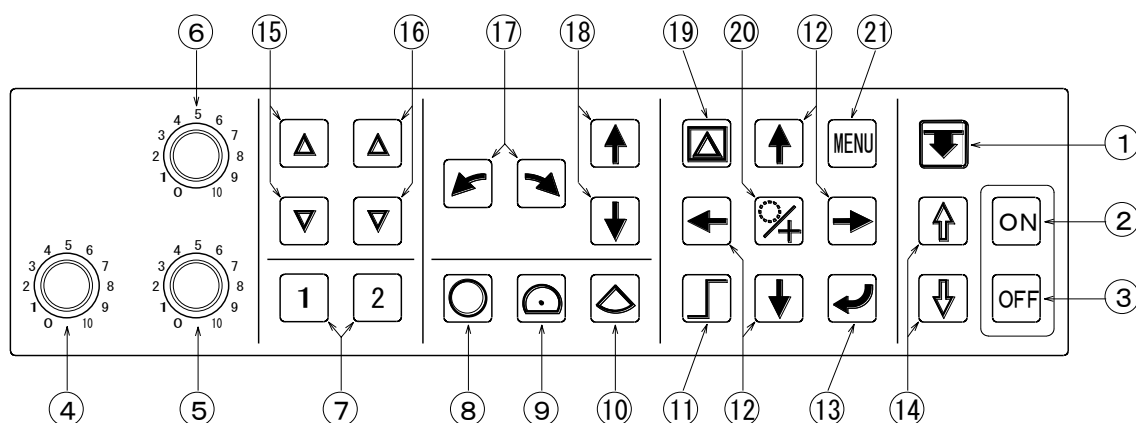 ⑥ ⑮ ⑯ ⑰ ⑱ ⑲ ⑳ ⑫ ㉑
0 1 2 3 4 5 6 7 8 9 10
MENU
①
ON
②
0 1 2 3 4 5 6 7 8 9 10
0 1 2 3 4 5 6 7 8 9 10
1 2
OFF
③
④ ⑤ ⑦ ⑧ ⑨ ⑩ ⑪ ⑫ ⑬ ⑭